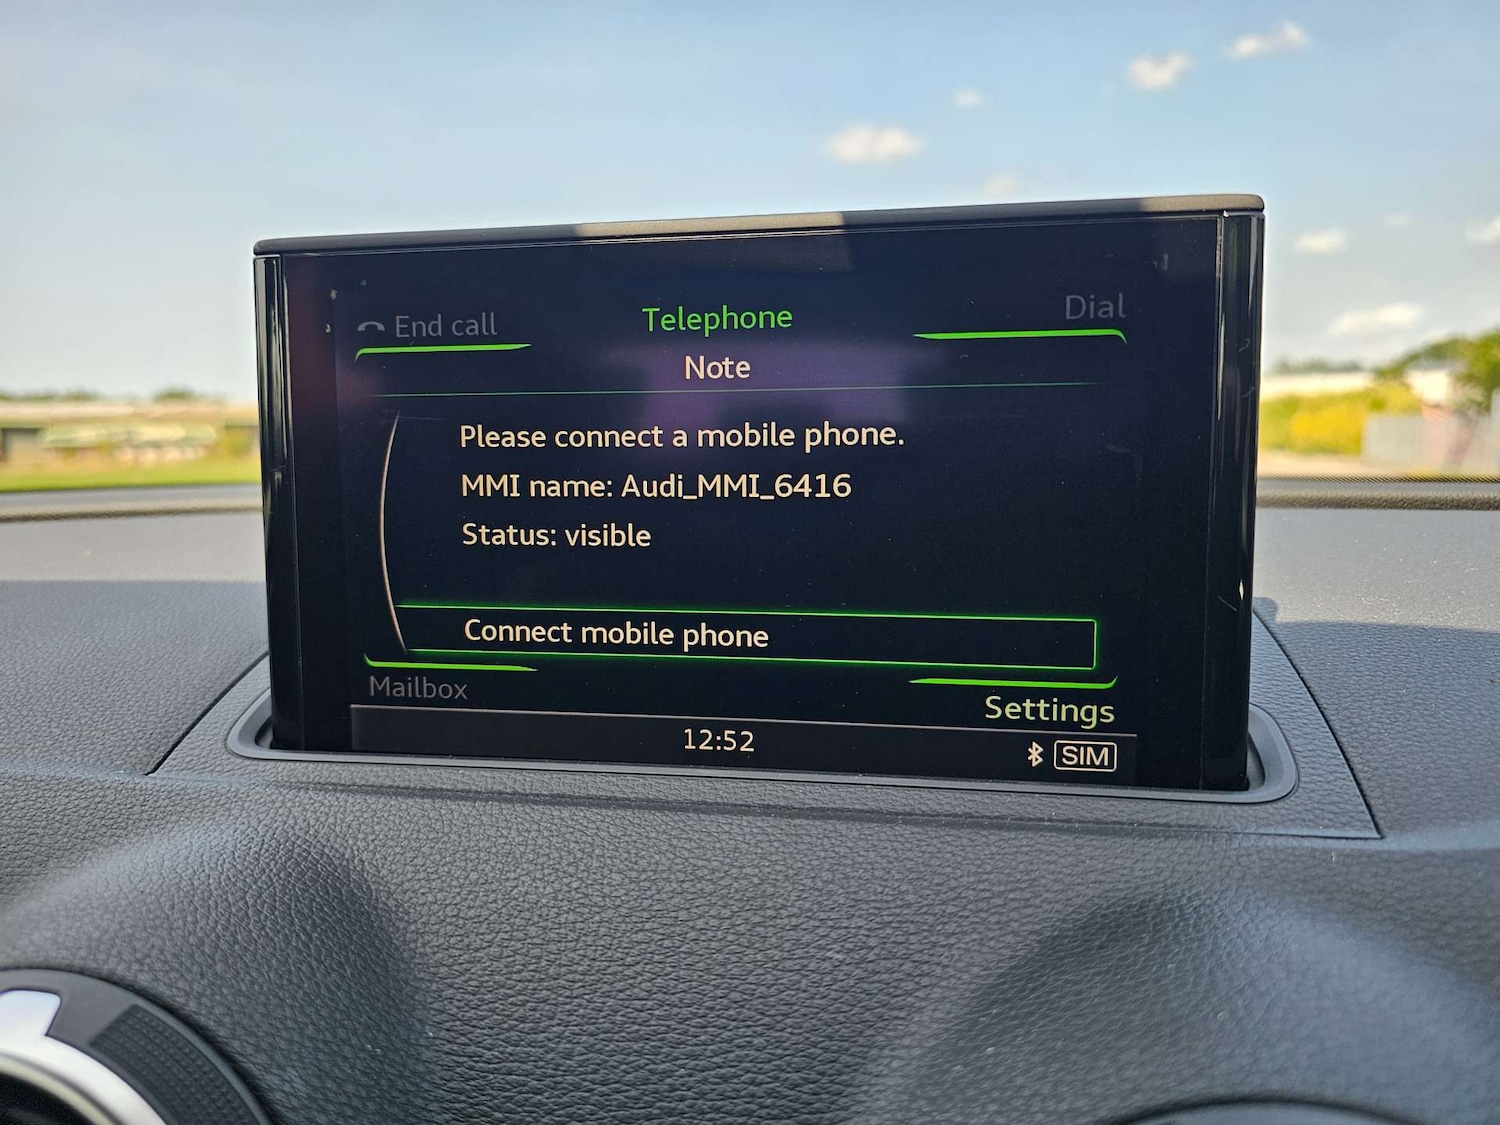 End call
Telephone
Dial
Note
Please connect a mobile phone.
MMI name: Audi_MMI_6416
Status: visible
Connect mobile phone
Mailbox
Settings
12:52
SIM